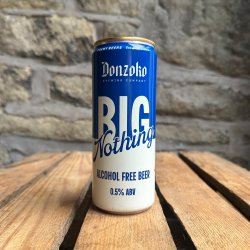 Donzoko
BREWING COMPANY
BIG
Nothing
ALCOHOL FREE BEER
0.5% ABV